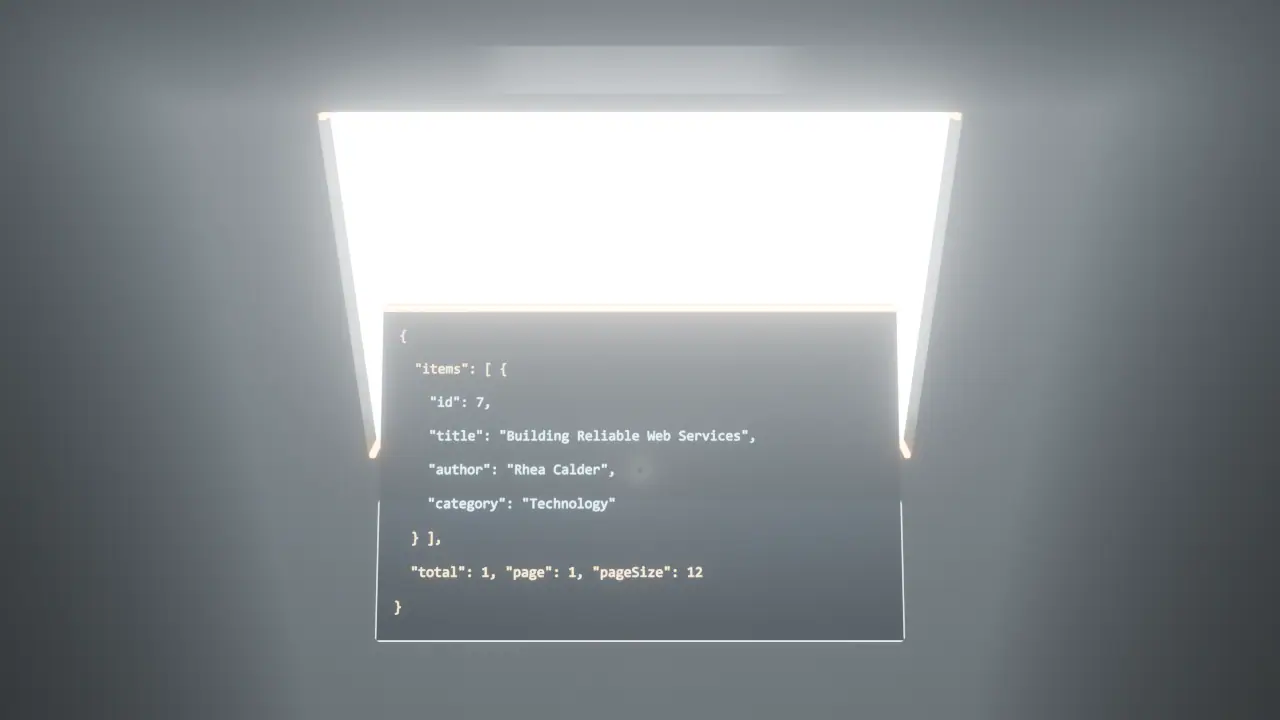 {
"items": [ {
"id": 7,
"title": "Building Reliable Web Services",
"author": "Rhea Calder",
"category": "Technology"
} ],
"total": 1, "page": 1, "pageSize": 12
}